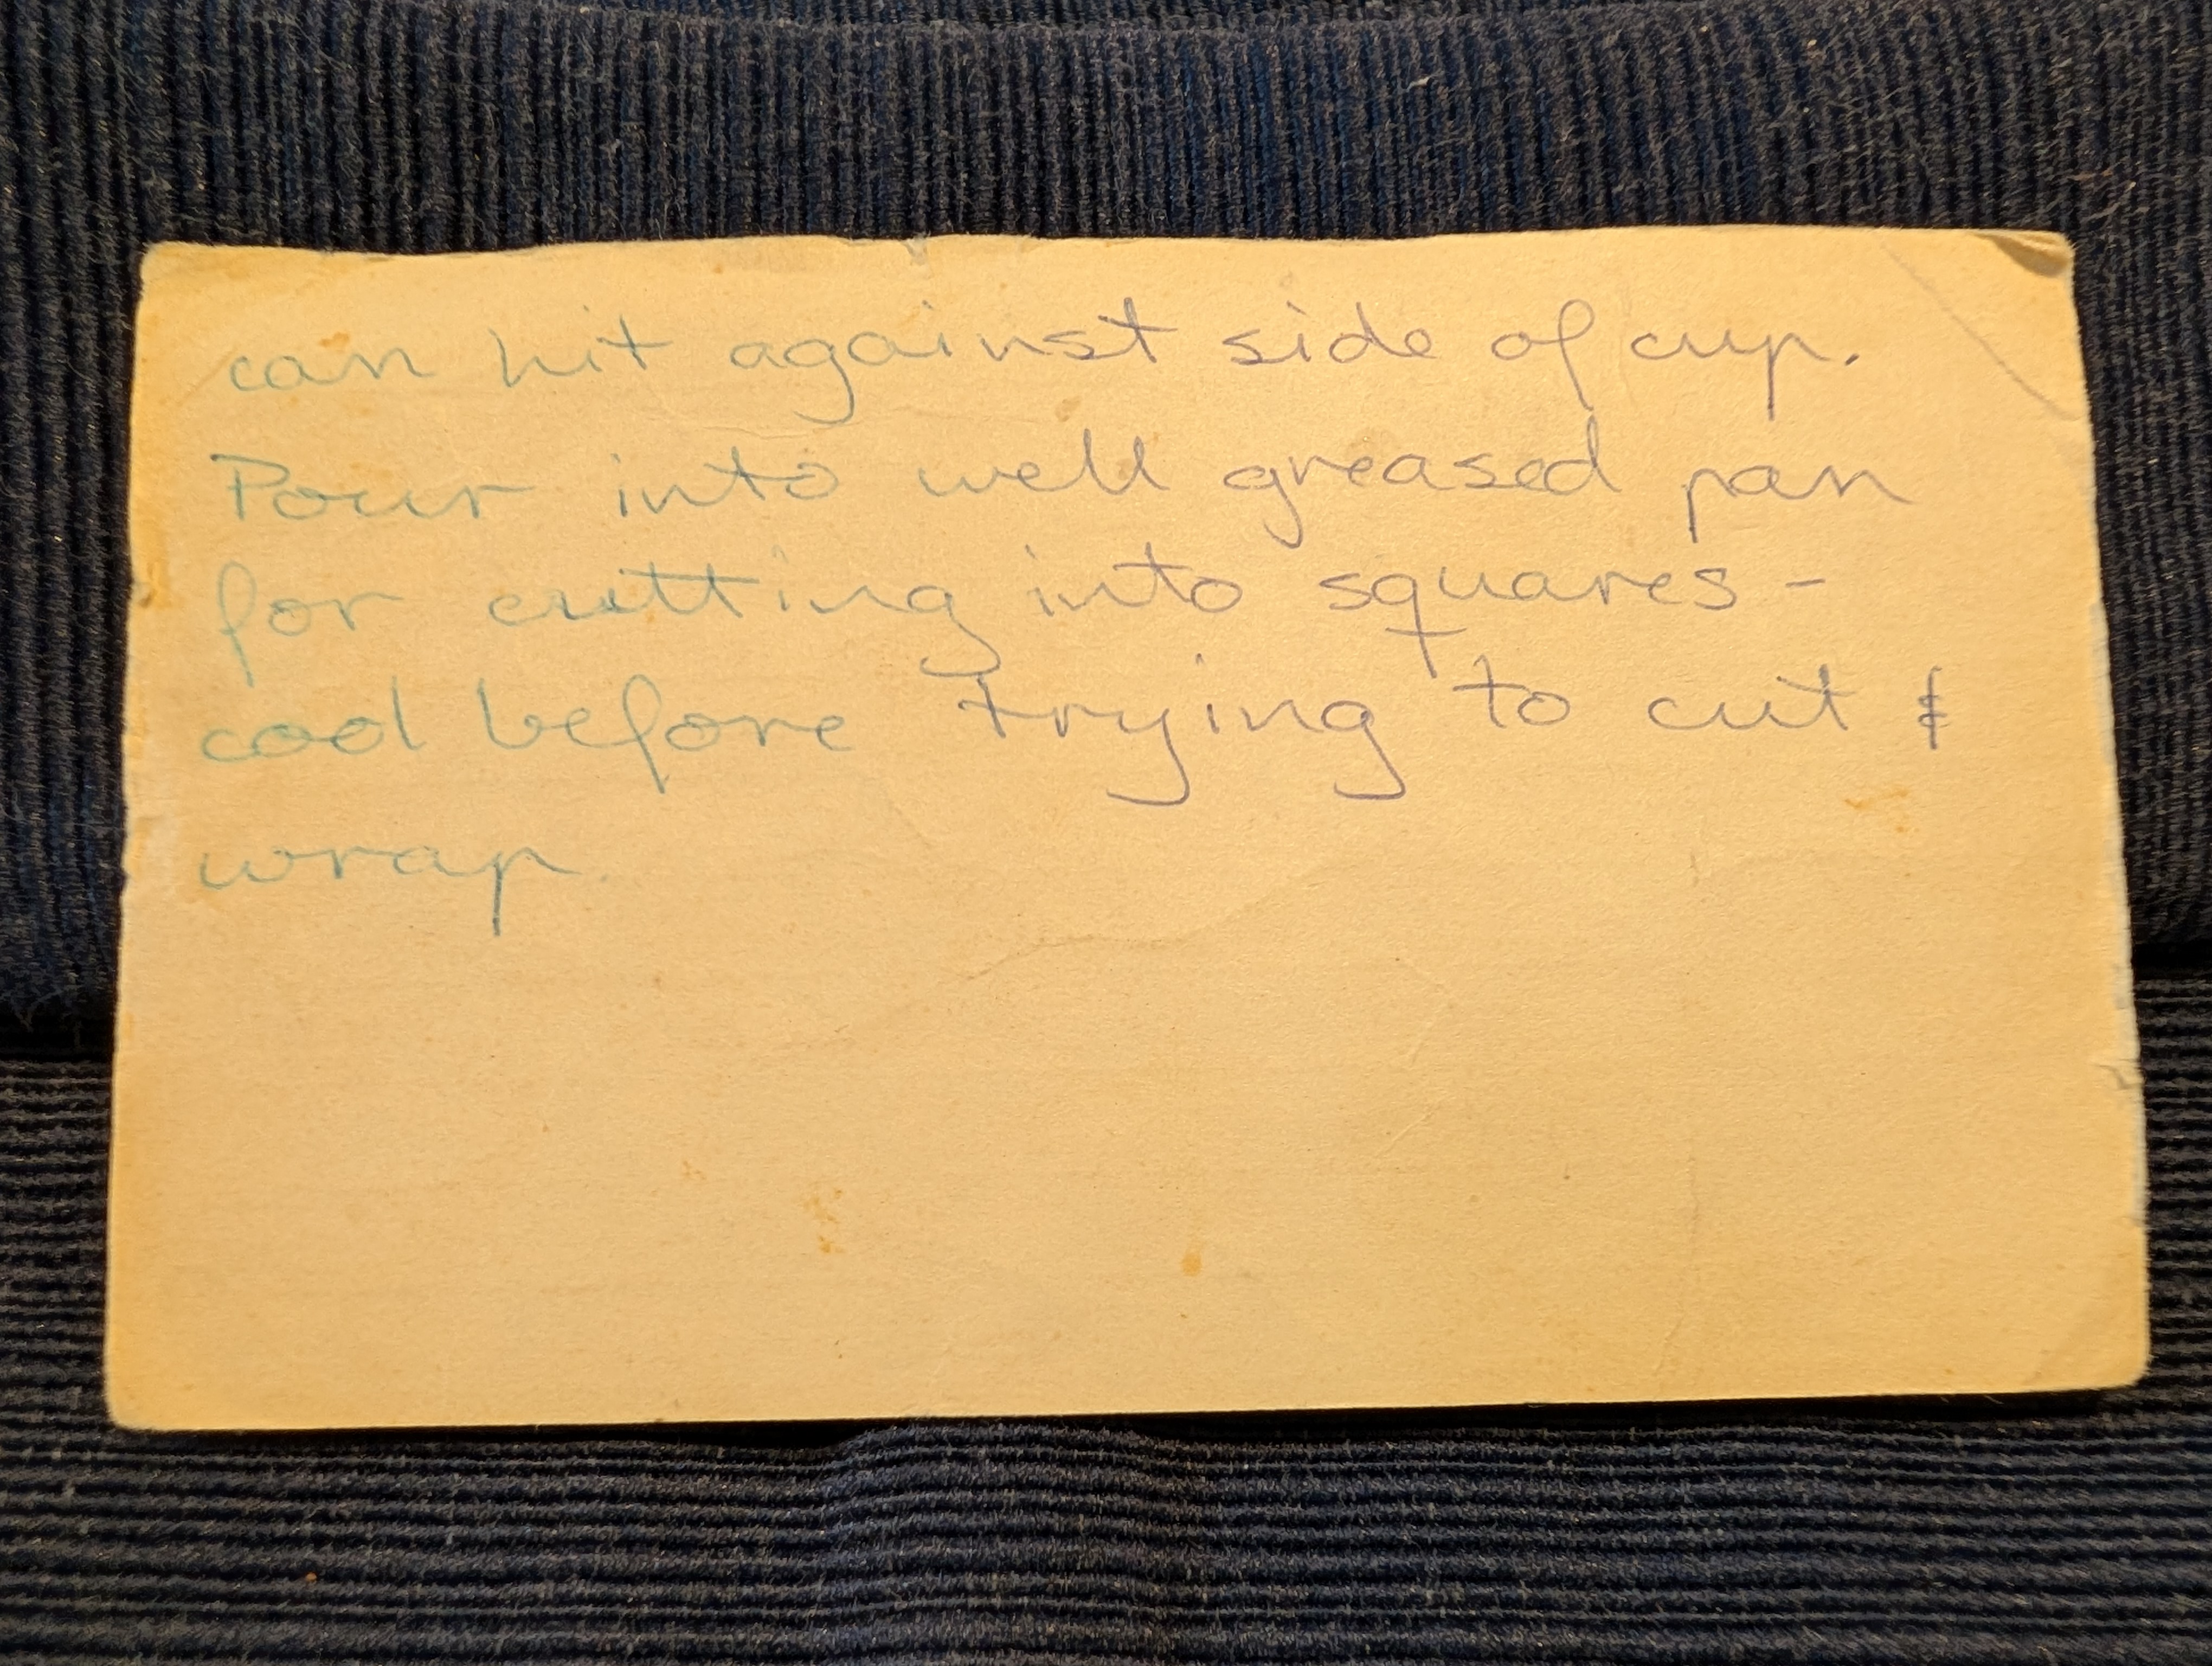 can hit against side of cup.
Pour into well greased pan
for cutting into squares -
cool before trying to cut &
wrap.